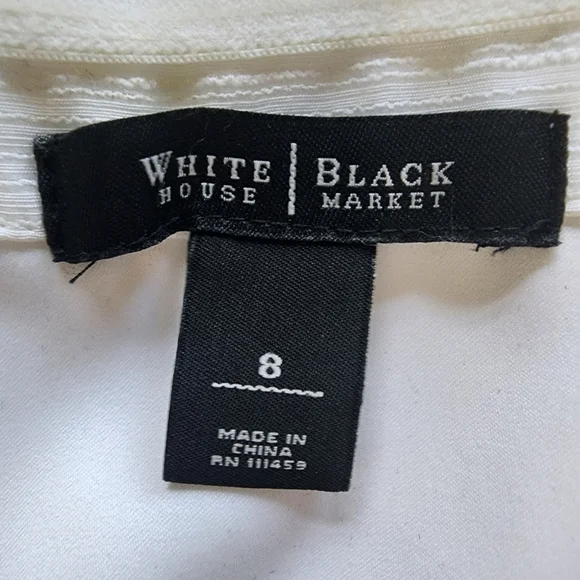 WHITE | BLACK
HOUSE | MARKET
8
MADE IN
CHINA
RN 111459